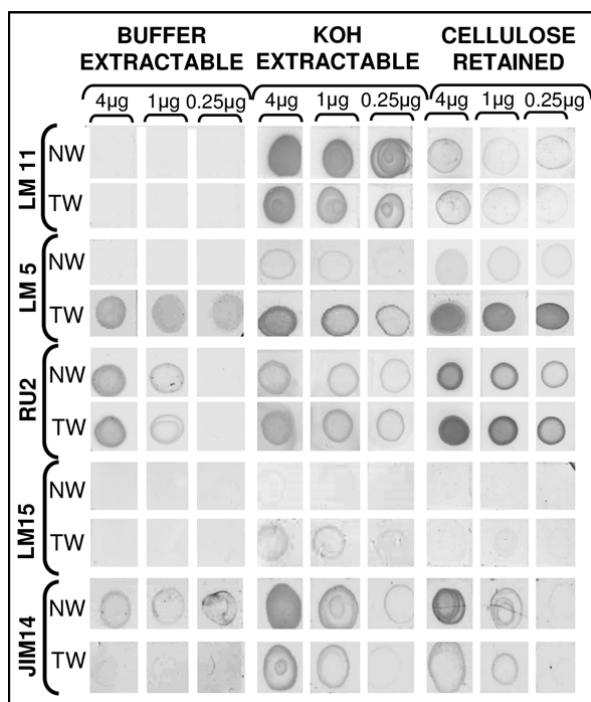 BUFFER EXTRACTABLE KOH EXTRACTABLE CELLULOSE RETAINED
4µg 1µg 0.25µg 4µg 1µg 0.25µg 4µg 1µg 0.25µg
LM 11
NW
TW
LM 5
NW
TW
RU2
NW
TW
LM15
NW
TW
JIM14
NW
TW